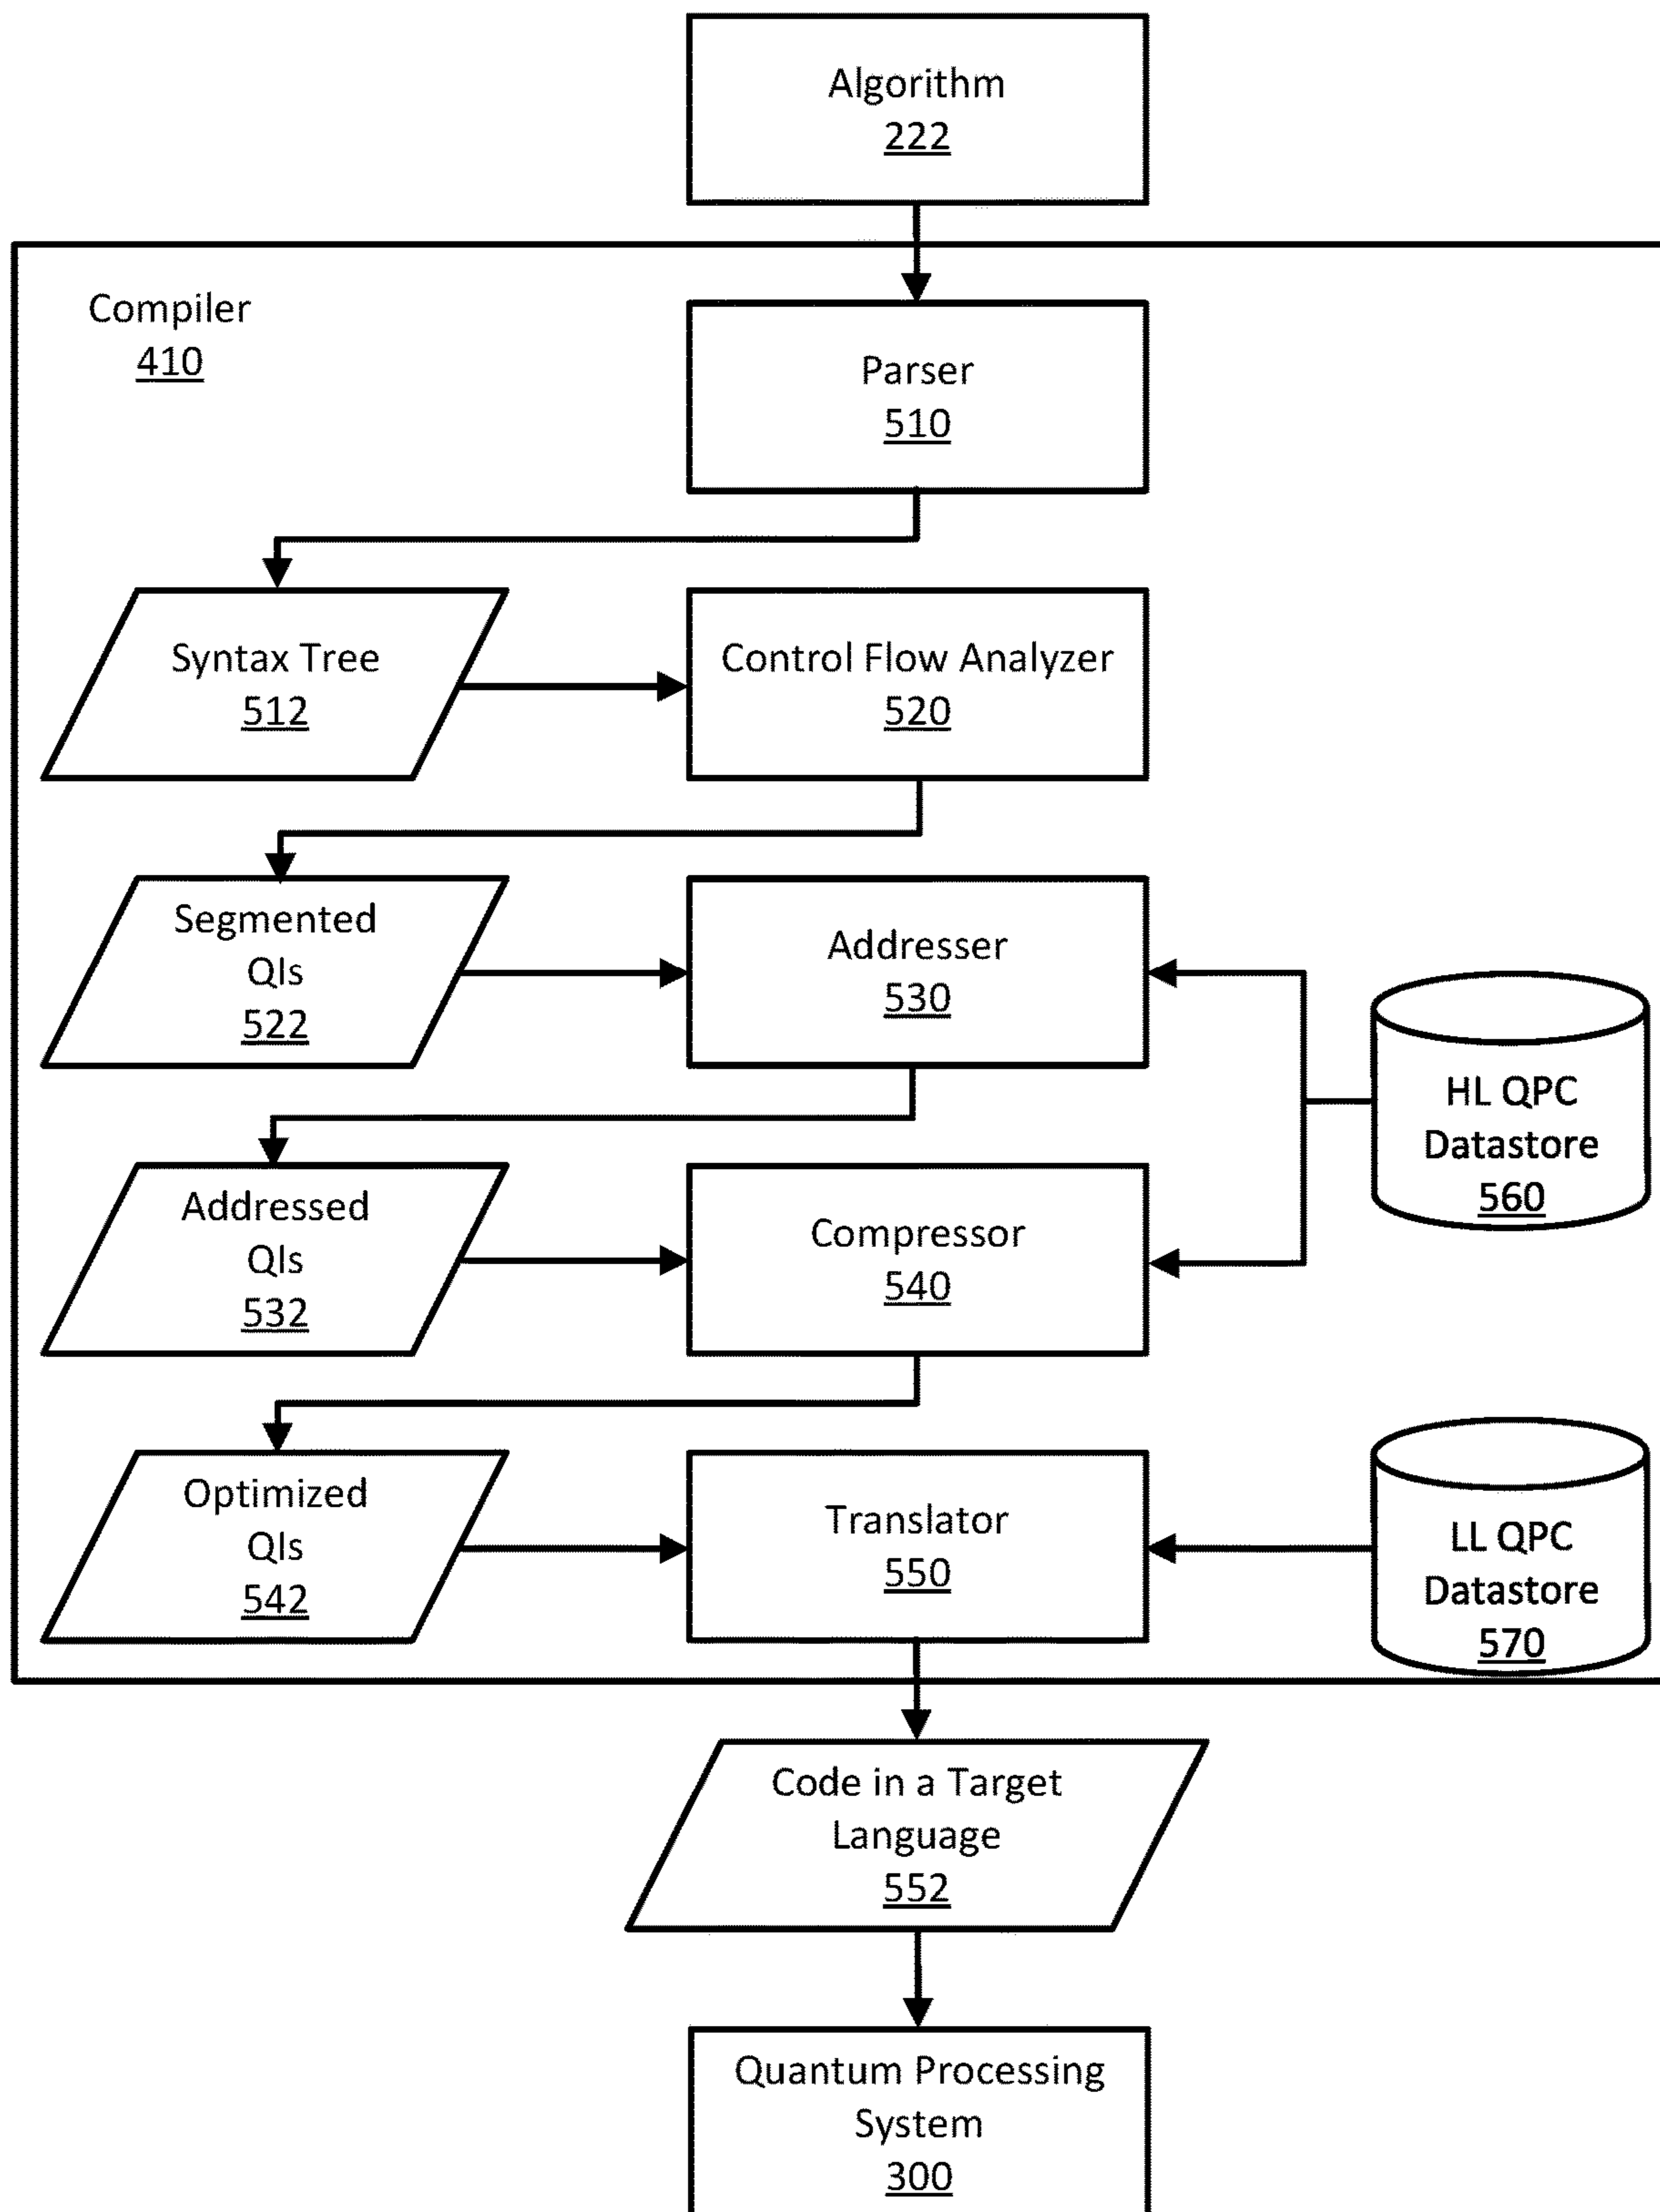 Algorithm
222
Compiler
410
Parser
510
Syntax Tree
512
Control Flow Analyzer
520
Segmented
QIs
522
Addresser
530
HL QPC
Datastore
560
Addressed
QIs
532
Compressor
540
Optimized
QIs
542
Translator
550
LL QPC
Datastore
570
Code in a Target
Language
552
Quantum Processing
System
300